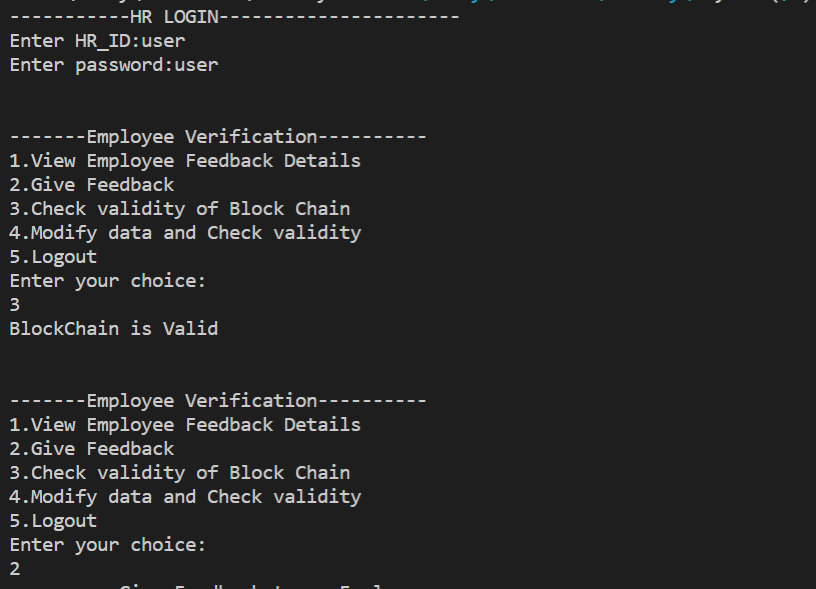 -----------HR LOGIN----------------------
Enter HR_ID:user
Enter password:user
-------Employee Verification----------
1.View Employee Feedback Details
2.Give Feedback
3.Check validity of Block Chain
4.Modify data and Check validity
5.Logout
Enter your choice:
3
BlockChain is Valid
-------Employee Verification----------
1.View Employee Feedback Details
2.Give Feedback
3.Check validity of Block Chain
4.Modify data and Check validity
5.Logout
Enter your choice:
2